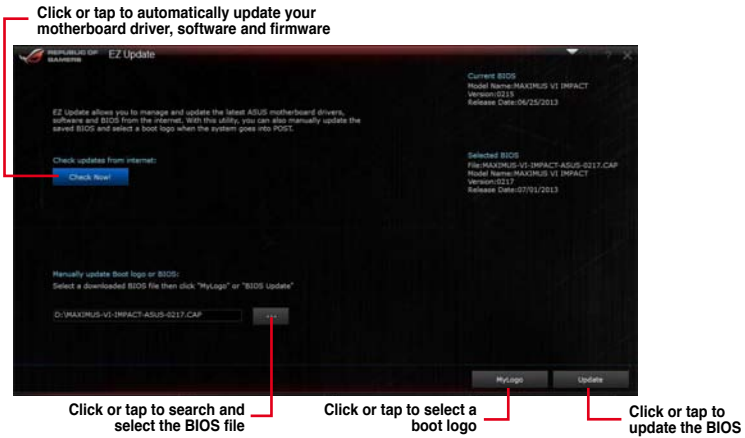 Click or tap to automatically update your
motherboard driver, software and firmware
REPUBLIC OF
GAMERS
EZ Update
?
Current BIOS
Model Name:MAXIMUS VI IMPACT
Version:0215
Release Date:06/25/2013
EZ Update allows you to manage and update the latest ASUS motherboard drivers,
software and BIOS from the internet. With this utility, you can also manually update the
saved BIOS and select a boot logo when the system goes into POST.
Check updates from internet:
Check Now!
Selected BIOS
File:MAXIMUS-VI-IMPACT-ASUS-0217.CAP
Model Name:MAXIMUS VI IMPACT
Version:0217
Release Date:07/01/2013
Manually update Boot logo or BIOS:
Select a downloaded BIOS file then click "MyLogo" or "BIOS Update"
D:\MAXIMUS-VI-IMPACT-ASUS-0217.CAP
...
MyLogo
Update
Click or tap to search and
select the BIOS file
Click or tap to select a
boot logo
Click or tap to
update the BIOS